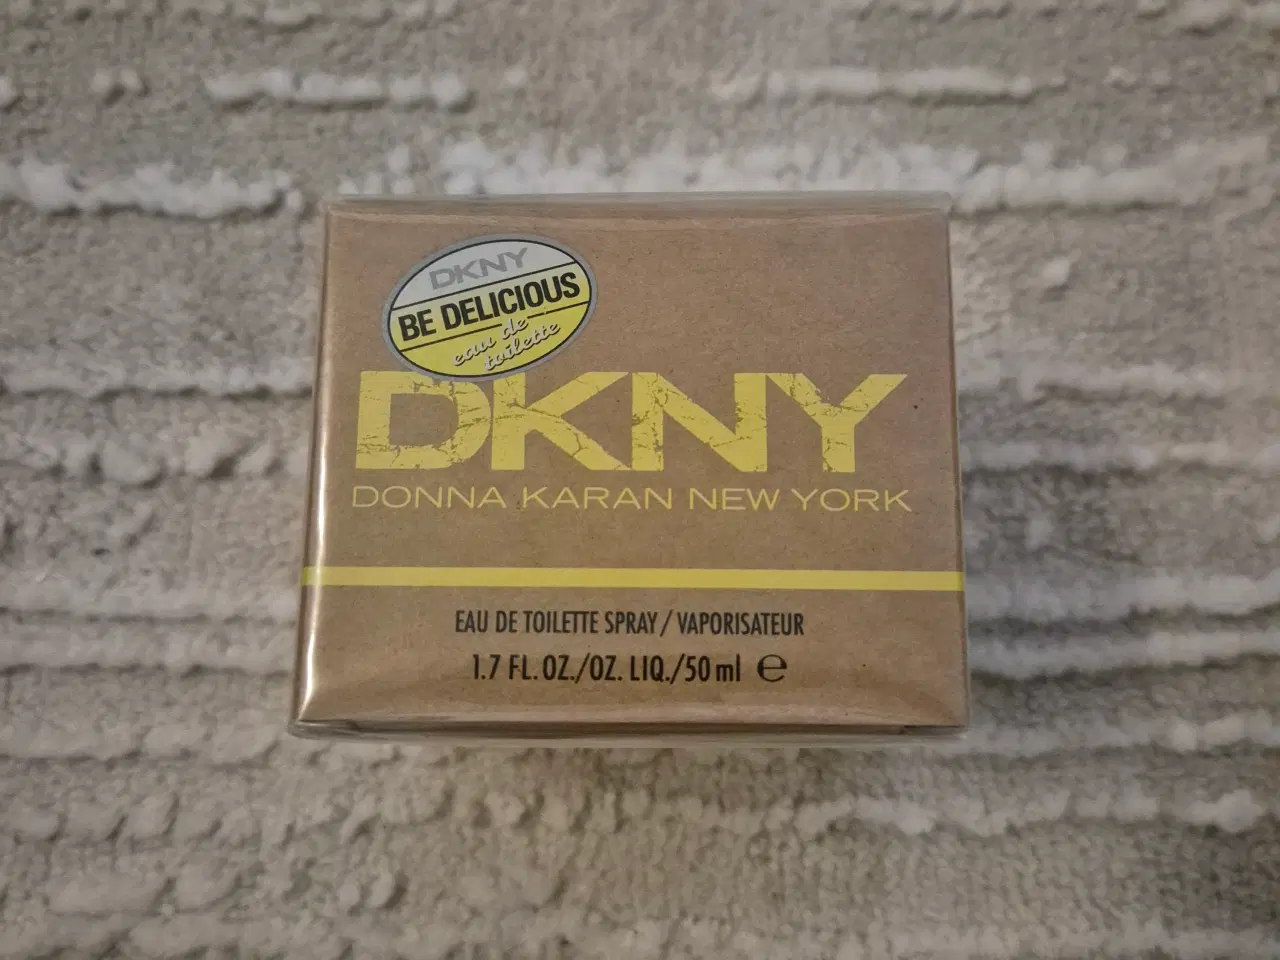 DKNY
BE DELICIOUS
eau de
toilette
DKNY
DONNA KARAN NEW YORK
EAU DE TOILETTE SPRAY / VAPORISATEUR
1.7 FL. OZ./OZ. LIQ./50 ml ℮